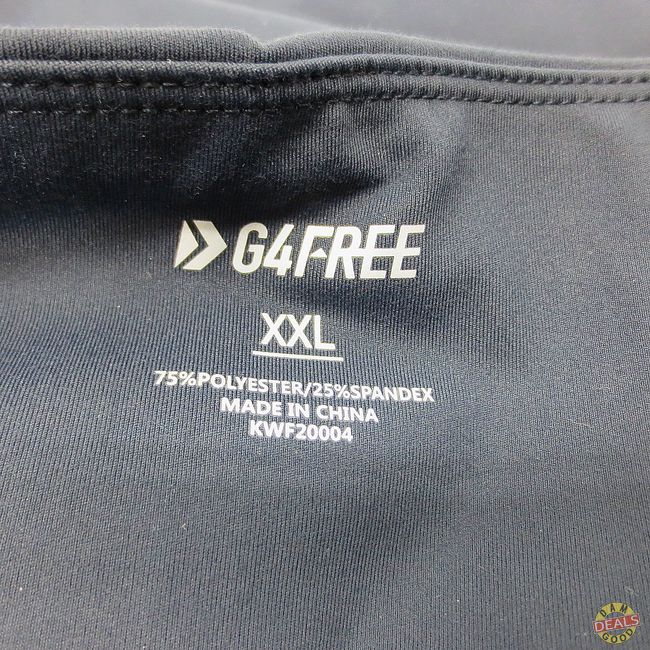 G4FREE
XXL
75%POLYESTER/25%SPANDEX
MADE IN CHINA
KWF20004
DAM
DEALS
GOOD